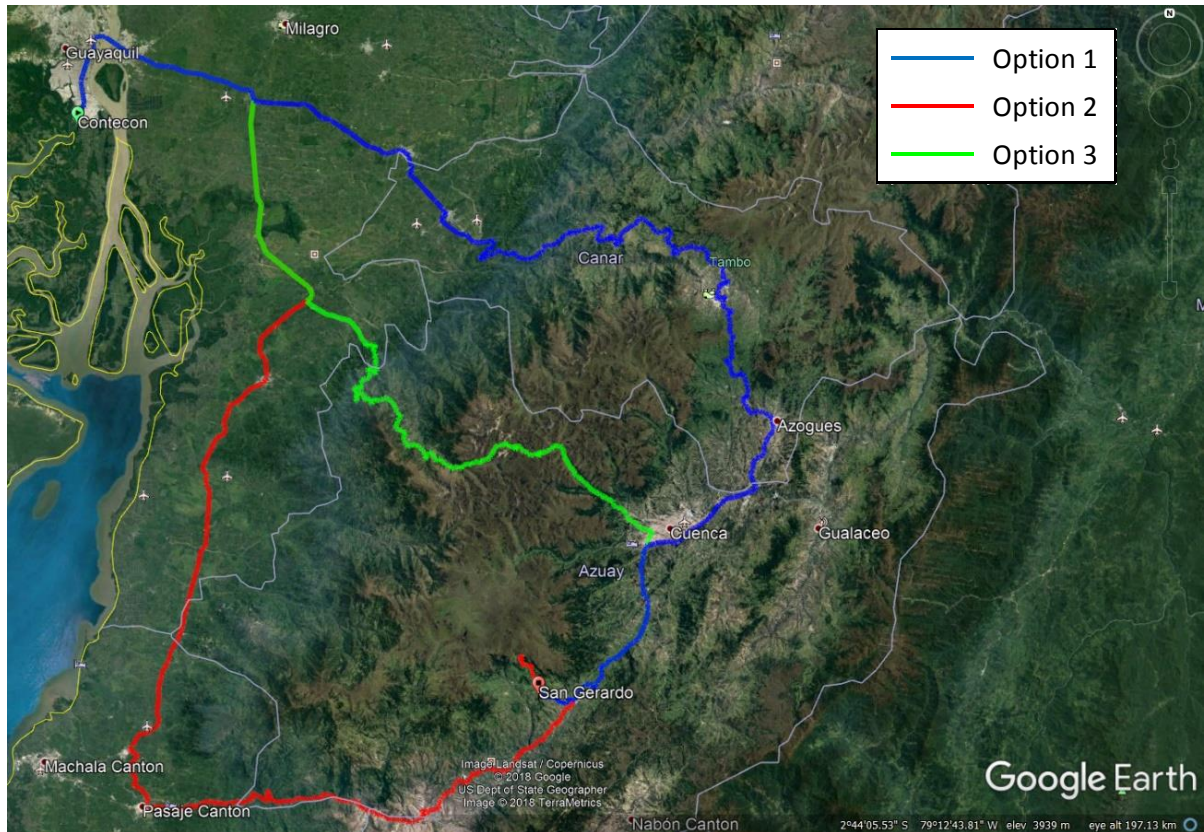 Milagro
Guayaquil
Contecon
Option 1
Option 2
Option 3
N
Canar
Tambo
Azogues
Cuenca
Gualaceo
Azuay
San Gerardo
Machala Canton
Pasaje Canton
Nabón Canton
Image Landsat / Copernicus
© 2018 Google
US Dept of State Geographer
Image © 2018 TerraMetrics
Google Earth
2°44'05.53" S 79°12'43.81" W elev 3939 m eye alt 197.13 km